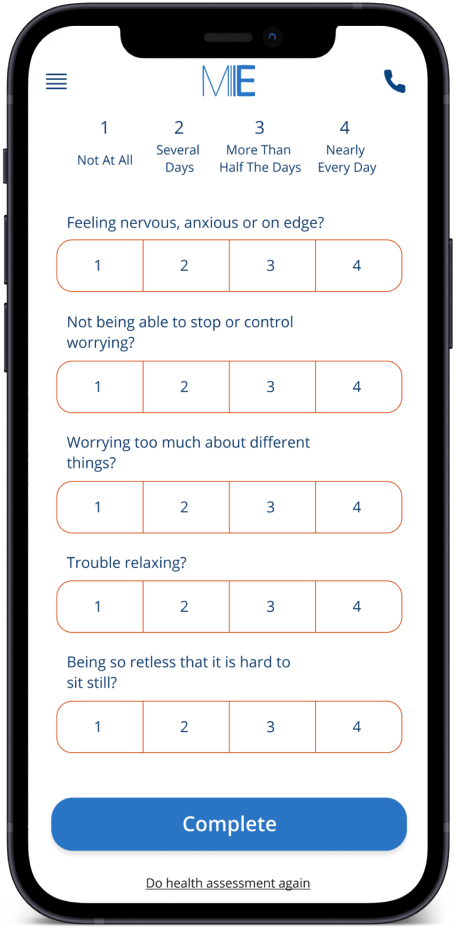 MIE
1 2 3 4
Not At All Several Days More Than Half The Days Nearly Every Day
Feeling nervous, anxious or on edge?
1 2 3 4
Not being able to stop or control
worrying?
1 2 3 4
Worrying too much about different
things?
1 2 3 4
Trouble relaxing?
1 2 3 4
Being so retless that it is hard to
sit still?
1 2 3 4
Complete
Do health assessment again